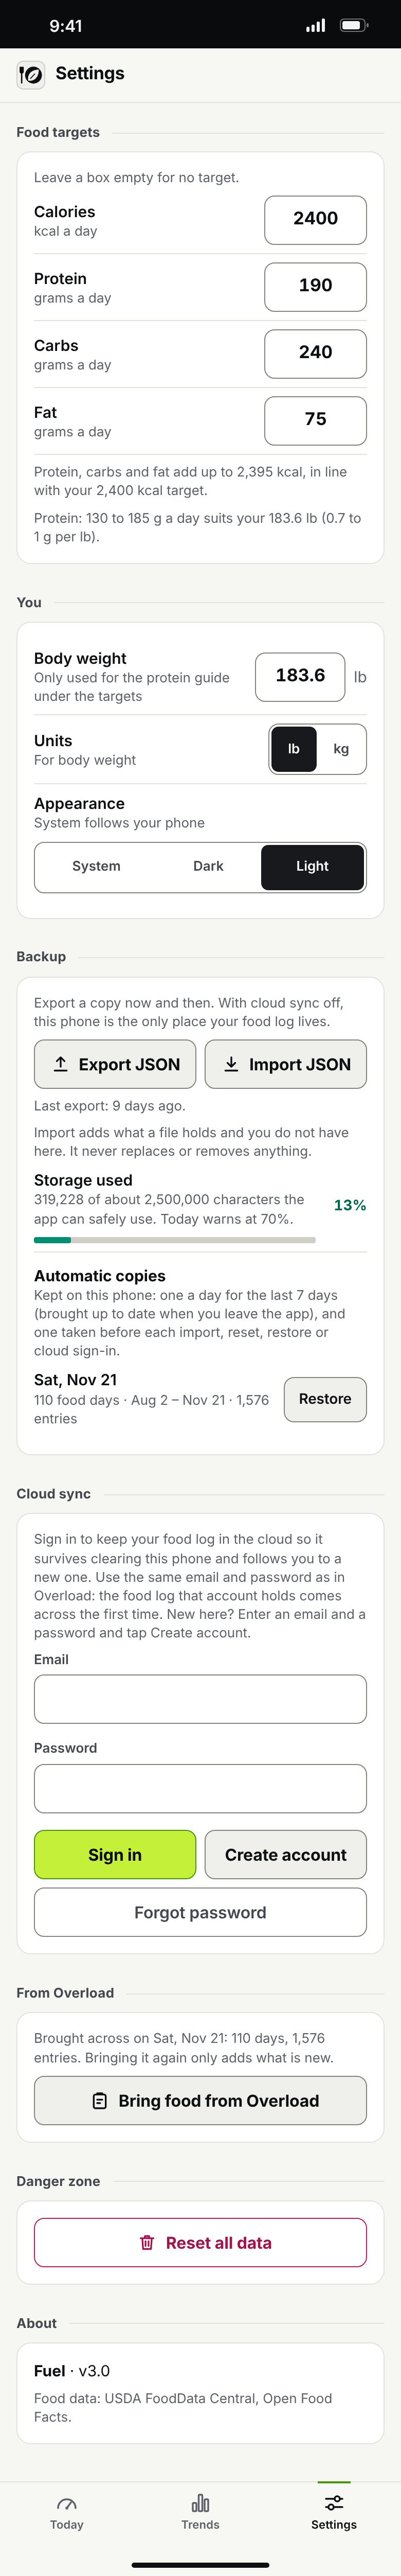 9:41
Settings
Food targets
Leave a box empty for no target.
Calories
kcal a day
2400
Protein
grams a day
190
Carbs
grams a day
240
Fat
grams a day
75
Protein, carbs and fat add up to 2,395 kcal, in line
with your 2,400 kcal target.
Protein: 130 to 185 g a day suits your 183.6 lb (0.7 to
1 g per lb).
You
Body weight
Only used for the protein guide
under the targets
183.6 lb
Units
For body weight
lb kg
Appearance
System follows your phone
System Dark Light
Backup
Export a copy now and then. With cloud sync off,
this phone is the only place your food log lives.
Export JSON Import JSON
Last export: 9 days ago.
Import adds what a file holds and you do not have
here. It never replaces or removes anything.
Storage used
319,228 of about 2,500,000 characters the
app can safely use. Today warns at 70%.
13%
Automatic copies
Kept on this phone: one a day for the last 7 days
(brought up to date when you leave the app), and
one taken before each import, reset, restore or
cloud sign-in.
Sat, Nov 21
110 food days · Aug 2 – Nov 21 · 1,576
entries
Restore
Cloud sync
Sign in to keep your food log in the cloud so it
survives clearing this phone and follows you to a
new one. Use the same email and password as in
Overload: the food log that account holds comes
across the first time. New here? Enter an email and a
password and tap Create account.
Email
Password
Sign in Create account
Forgot password
From Overload
Brought across on Sat, Nov 21: 110 days, 1,576
entries. Bringing it again only adds what is new.
Bring food from Overload
Danger zone
Reset all data
About
Fuel · v3.0
Food data: USDA FoodData Central, Open Food
Facts.
Today Trends Settings